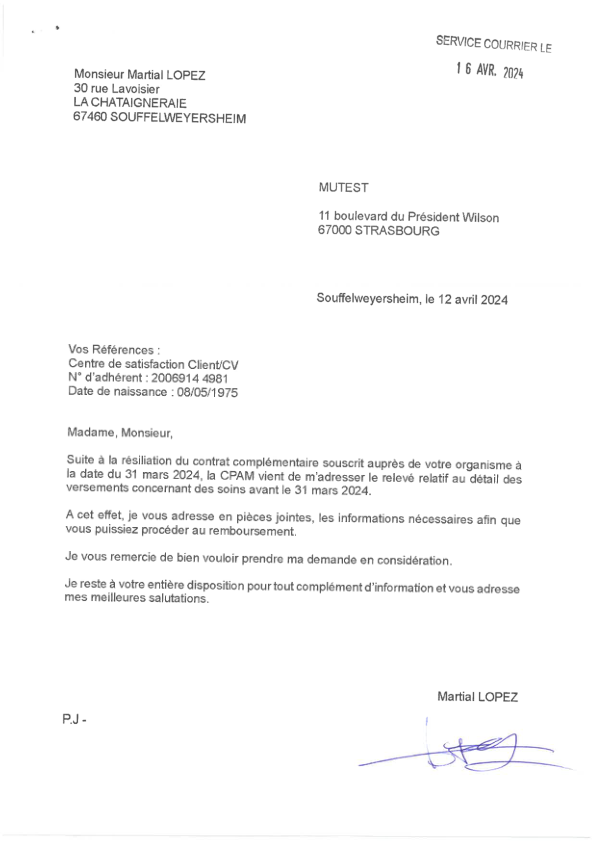 SERVICE COURRIER LE
16 AVR. 2024
Monsieur Martial LOPEZ
30 rue Lavoisier
LA CHATAIGNERAIE
67460 SOUFFELWEYERSHEIM
MUTEST
11 boulevard du Président Wilson
67000 STRASBOURG
Souffelweyersheim, le 12 avril 2024
Vos Références :
Centre de satisfaction Client/CV
N° d'adhérent : 2006914 4981
Date de naissance : 08/05/1975
Madame, Monsieur,
Suite à la résiliation du contrat complémentaire souscrit auprès de votre organisme à
la date du 31 mars 2024, la CPAM vient de m'adresser le relevé relatif au détail des
versements concernant des soins avant le 31 mars 2024.
A cet effet, je vous adresse en pièces jointes, les informations nécessaires afin que
vous puissiez procéder au remboursement.
Je vous remercie de bien vouloir prendre ma demande en considération.
Je reste à votre entière disposition pour tout complément d'information et vous adresse
mes meilleures salutations.
Martial LOPEZ
P.J -